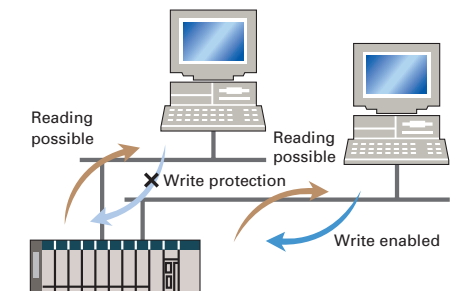 Reading
possible
Reading
possible
Write protection
Write enabled